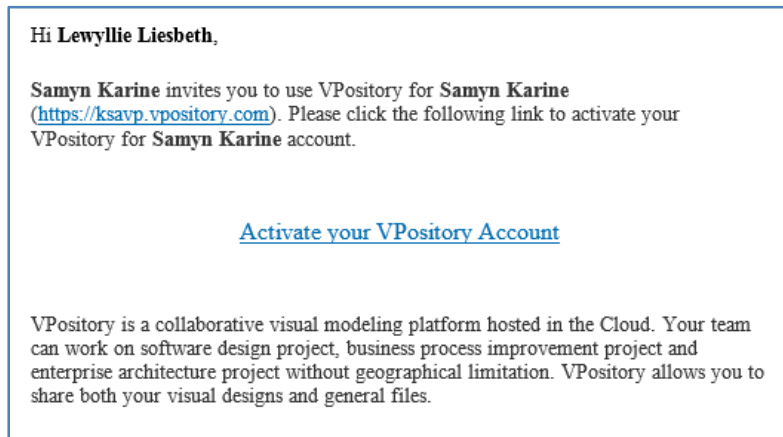 Hi Lewyllie Liesbeth,
Samyn Karine invites you to use VPository for Samyn Karine
(https://ksavp.vpository.com). Please click the following link to activate your
VPository for Samyn Karine account.
Activate your VPository Account
VPository is a collaborative visual modeling platform hosted in the Cloud. Your team
can work on software design project, business process improvement project and
enterprise architecture project without geographical limitation. VPository allows you to
share both your visual designs and general files.